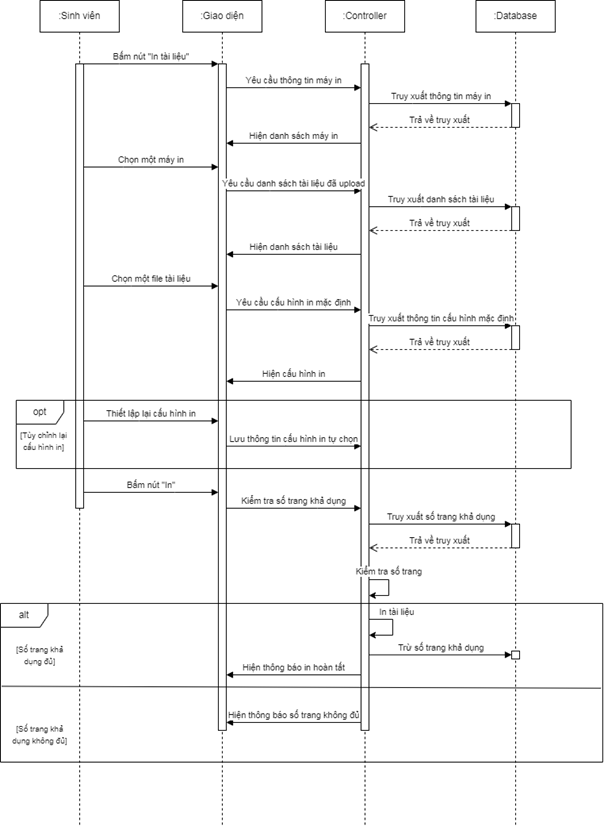 :Sinh viên
:Giao diện
:Controller
:Database
Bấm nút "In tài liệu"
Yêu cầu thông tin máy in
Truy xuất thông tin máy in
Trả về truy xuất
Hiện danh sách máy in
Chọn một máy in
Yêu cầu danh sách tài liệu đã upload
Truy xuất danh sách tài liệu
Trả về truy xuất
Hiện danh sách tài liệu
Chọn một file tài liệu
Yêu cầu cấu hình in mặc định
Truy xuất thông tin cấu hình mặc định
Trả về truy xuất
Hiện cấu hình in
opt
[Tùy chỉnh lại
cấu hình in]
Thiết lập lại cấu hình in
Lưu thông tin cấu hình in tự chọn
Bấm nút "In"
Kiểm tra số trang khả dụng
Truy xuất số trang khả dụng
Trả về truy xuất
Kiểm tra số trang
alt
[Số trang khả
dụng đủ]
In tài liệu
Trừ số trang khả dụng
Hiện thông báo in hoàn tất
Hiện thông báo số trang không đủ
[Số trang khả
dụng không đủ]